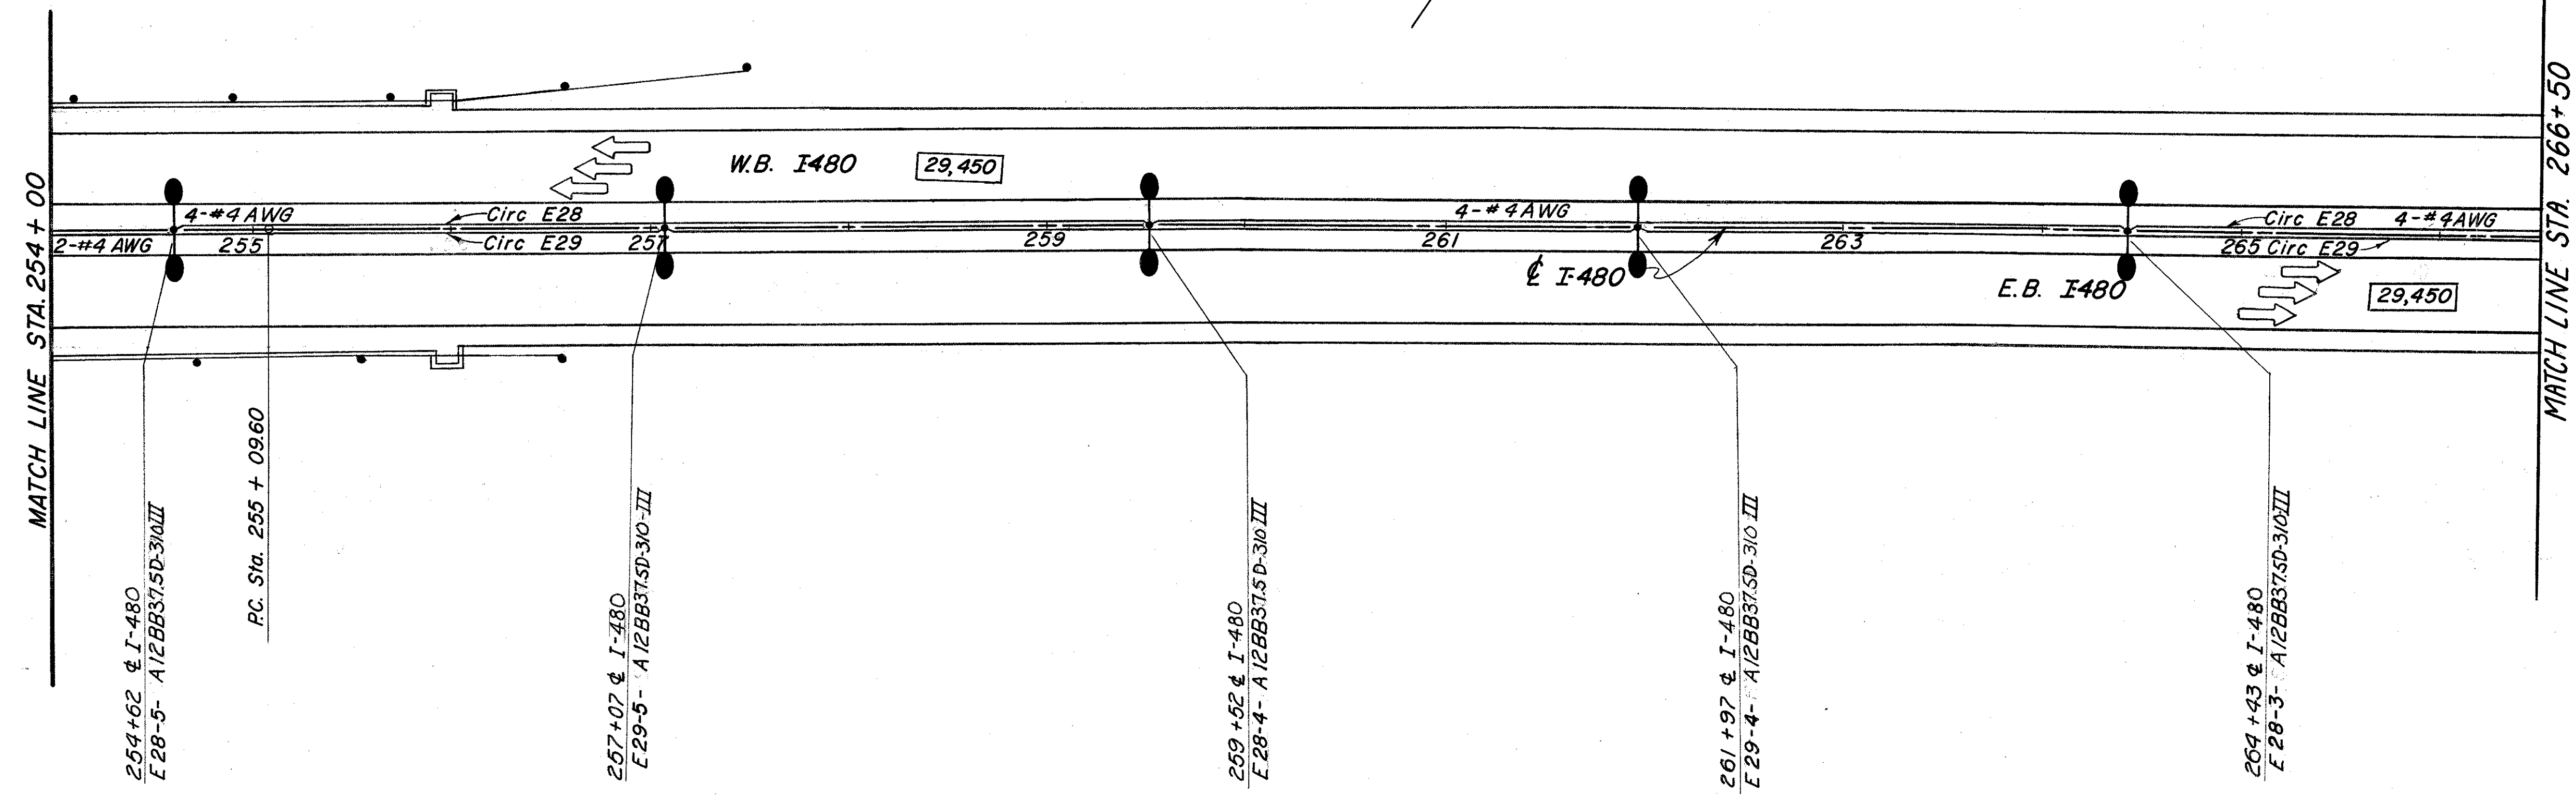 MATCH LINE STA. 254 + 00
W.B. I-480
29,450
4-#4 AWG
Circ E28
4-#4 AWG
Circ E28
4-#4 AWG
2-#4 AWG
255
Circ E29
257
259
261
263
265
Circ E29
℄ I-480
E.B. I-480
29,450
MATCH LINE STA. 266+50
254+62 ℄ I-480
E28-5- A12BB37.5D-310III
P.C. Sta. 255 + 09.60
257+07 ℄ I-480
E29-5- A12BB37.5D-310-III
259+52 ℄ I-480
E28-4- A12BB37.5D-310III
261+97 ℄ I-480
E29-4- A12BB37.5D-310 III
264+43 ℄ I-480
E28-3- A12BB37.5D-310III